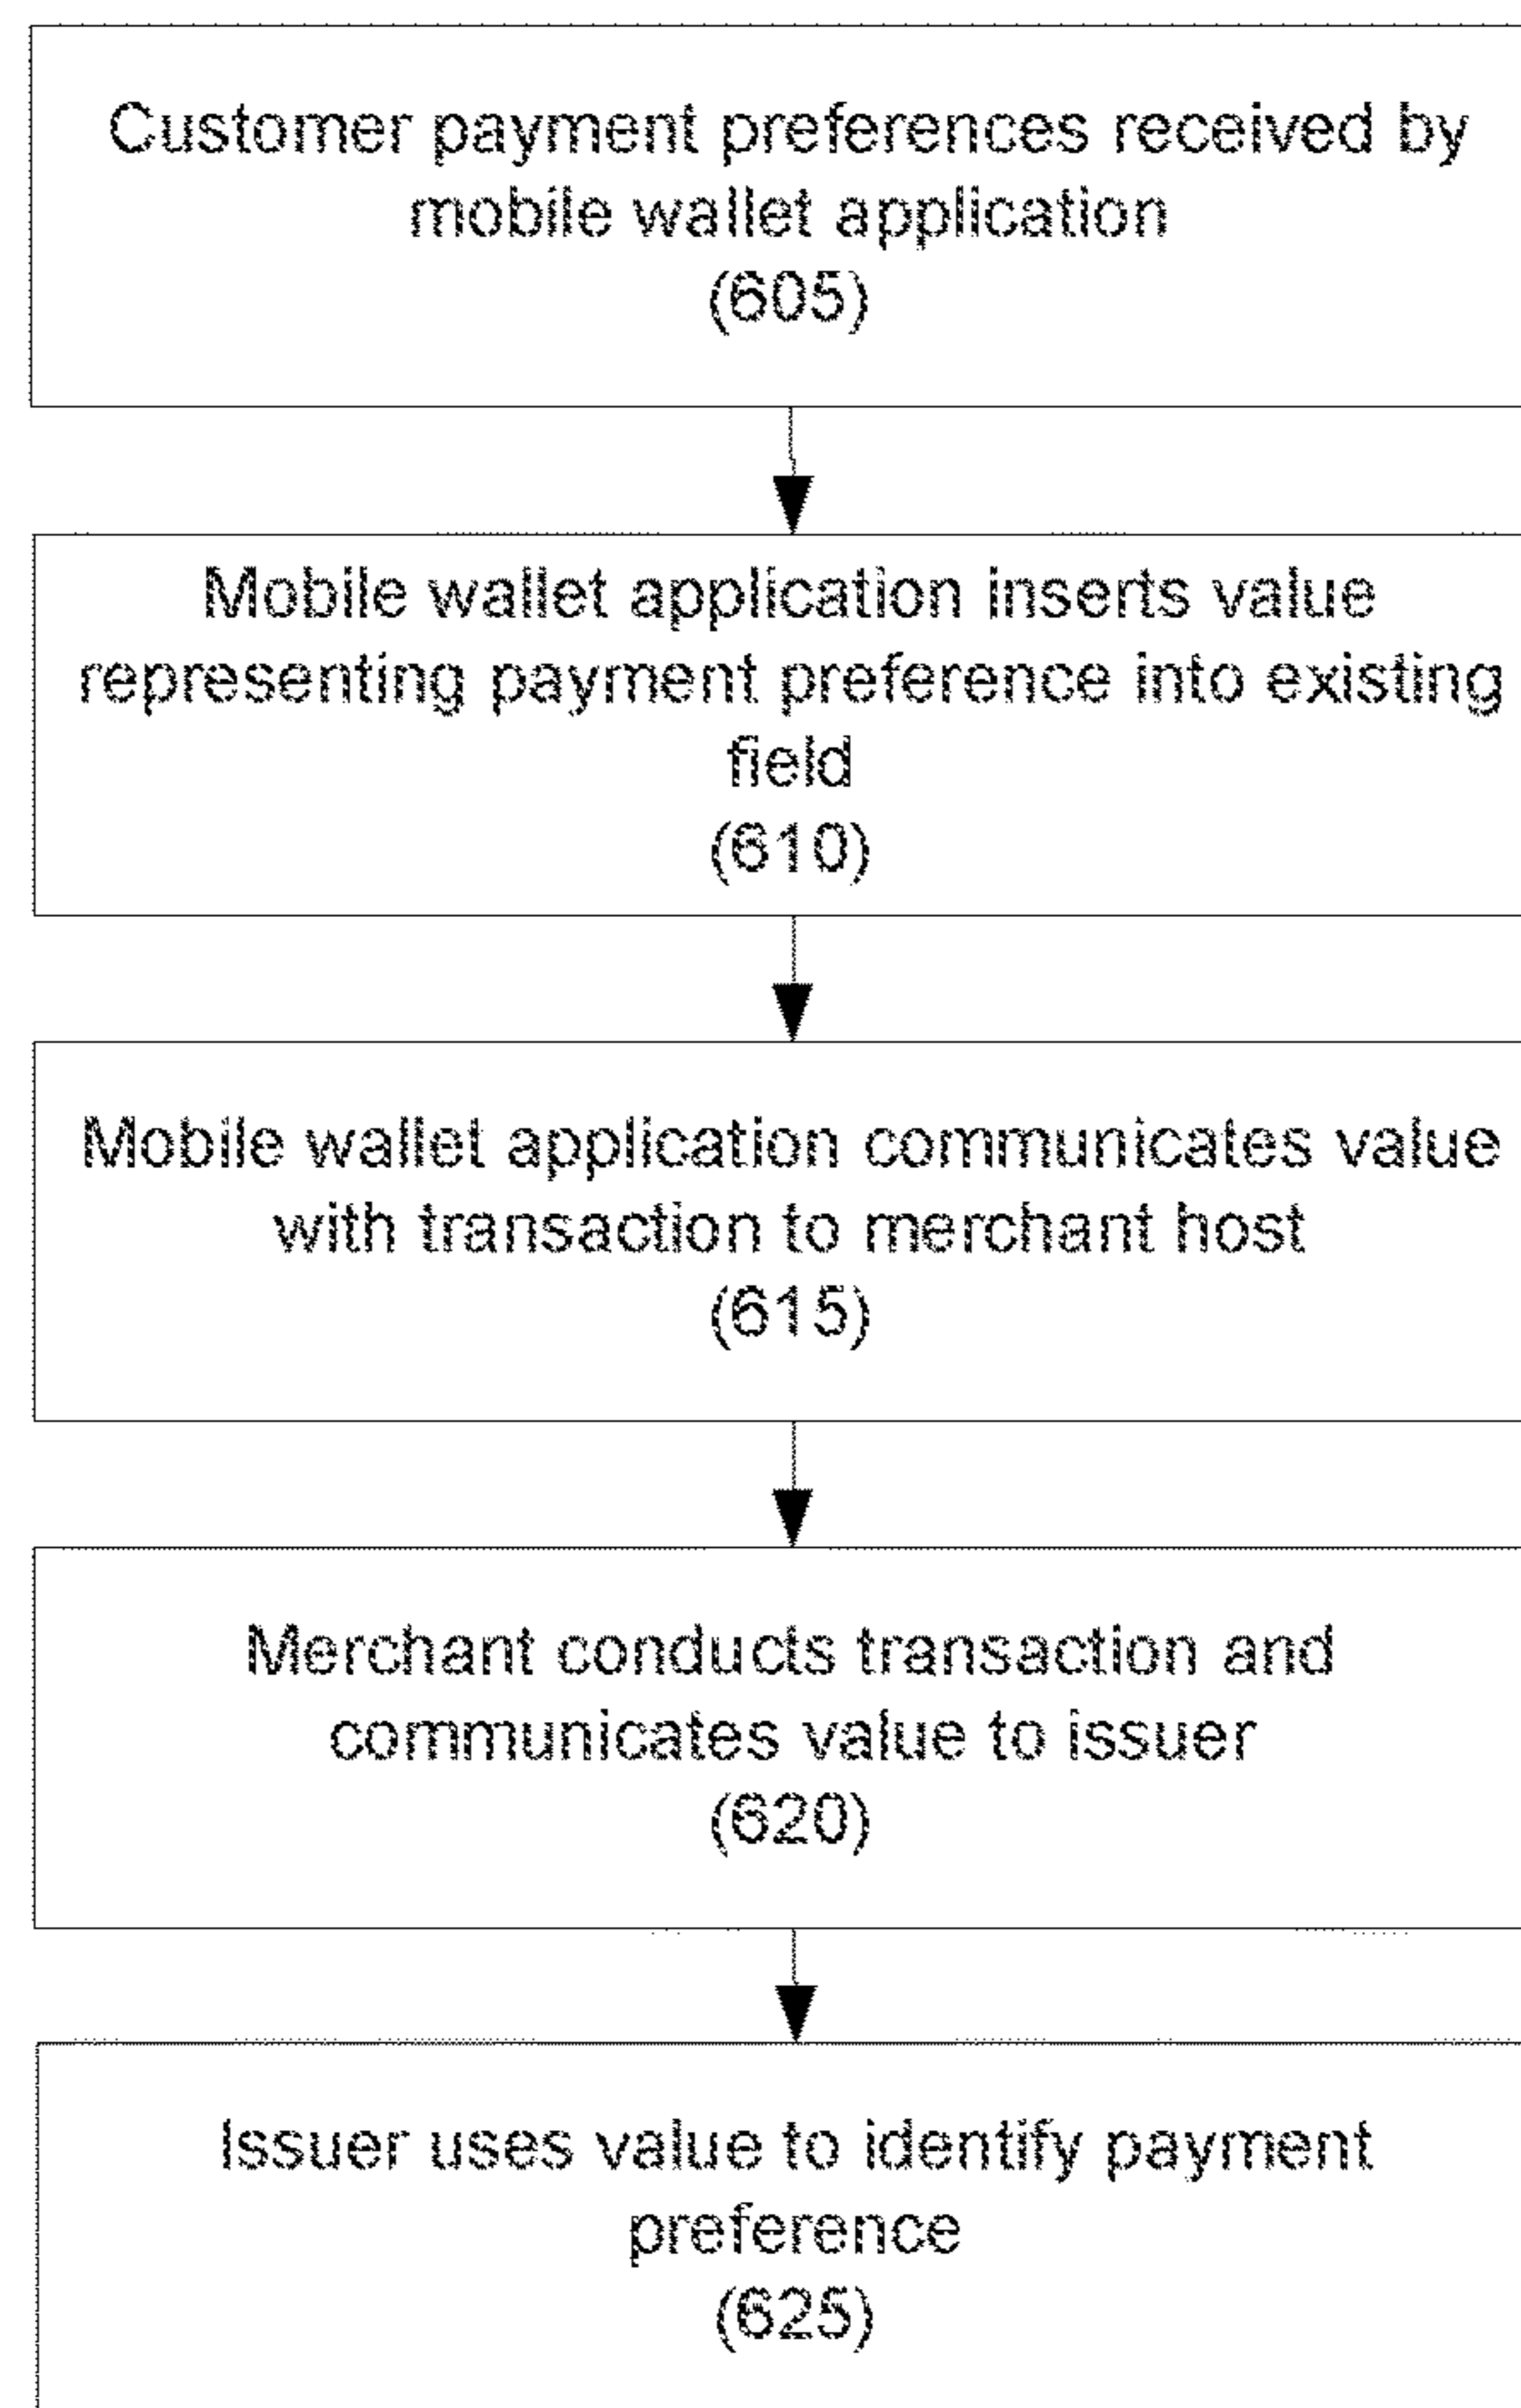 Customer payment preferences received by
mobile wallet application
(605)
Mobile wallet application inserts value
representing payment preference into existing
field
(610)
Mobile wallet application communicates value
with transaction to merchant host
(615)
Merchant conducts transaction and
communicates value to issuer
(620)
Issuer uses value to identify payment
preference
(625)